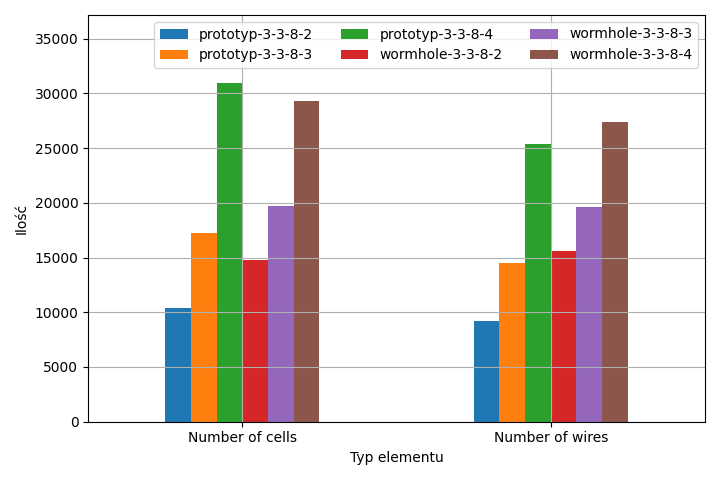 prototyp-3-3-8-2 prototyp-3-3-8-4 wormhole-3-3-8-3
prototyp-3-3-8-3 wormhole-3-3-8-2 wormhole-3-3-8-4
35000
30000
25000
20000
15000
10000
5000
0
Ilość
Number of cells Number of wires
Typ elementu